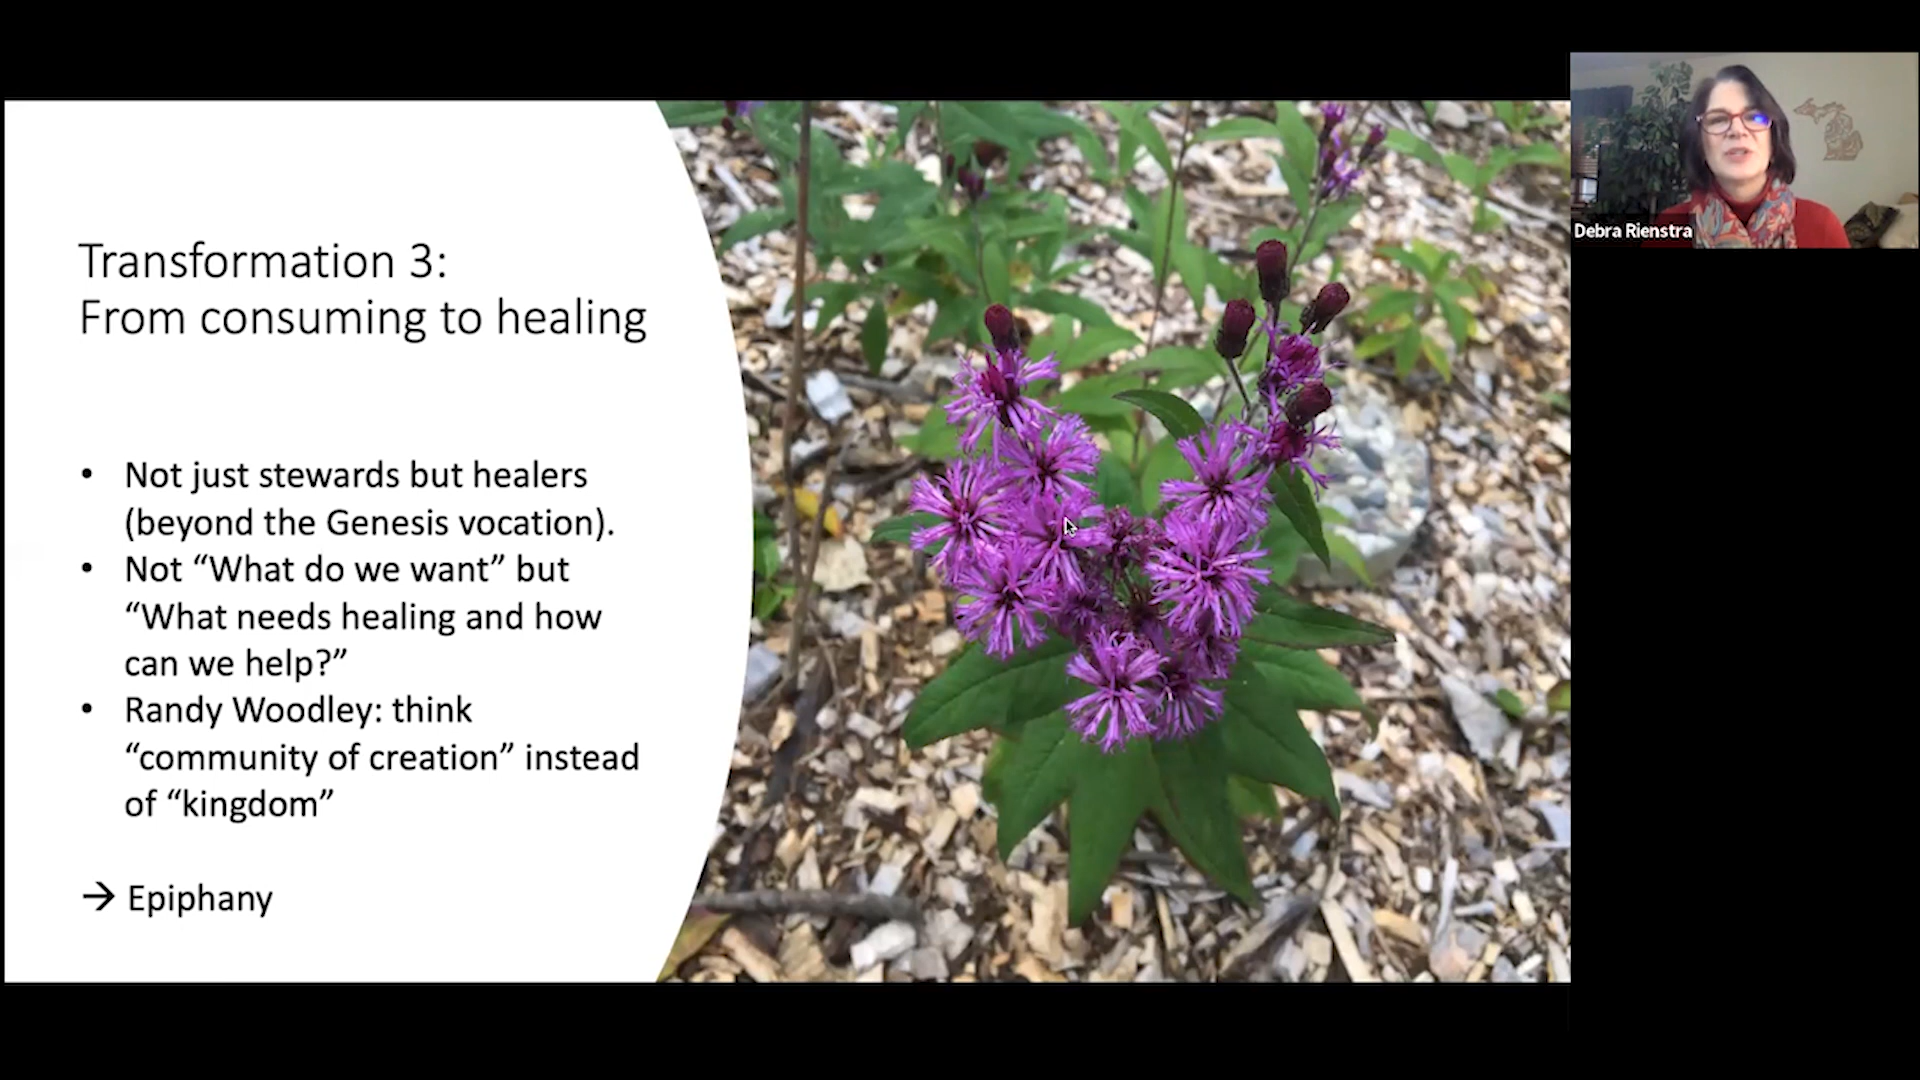 Transformation 3:
From consuming to healing
• Not just stewards but healers
(beyond the Genesis vocation).
• Not “What do we want” but
“What needs healing and how
can we help?”
• Randy Woodley: think
“community of creation” instead
of “kingdom”
→ Epiphany
Debra Rienstra